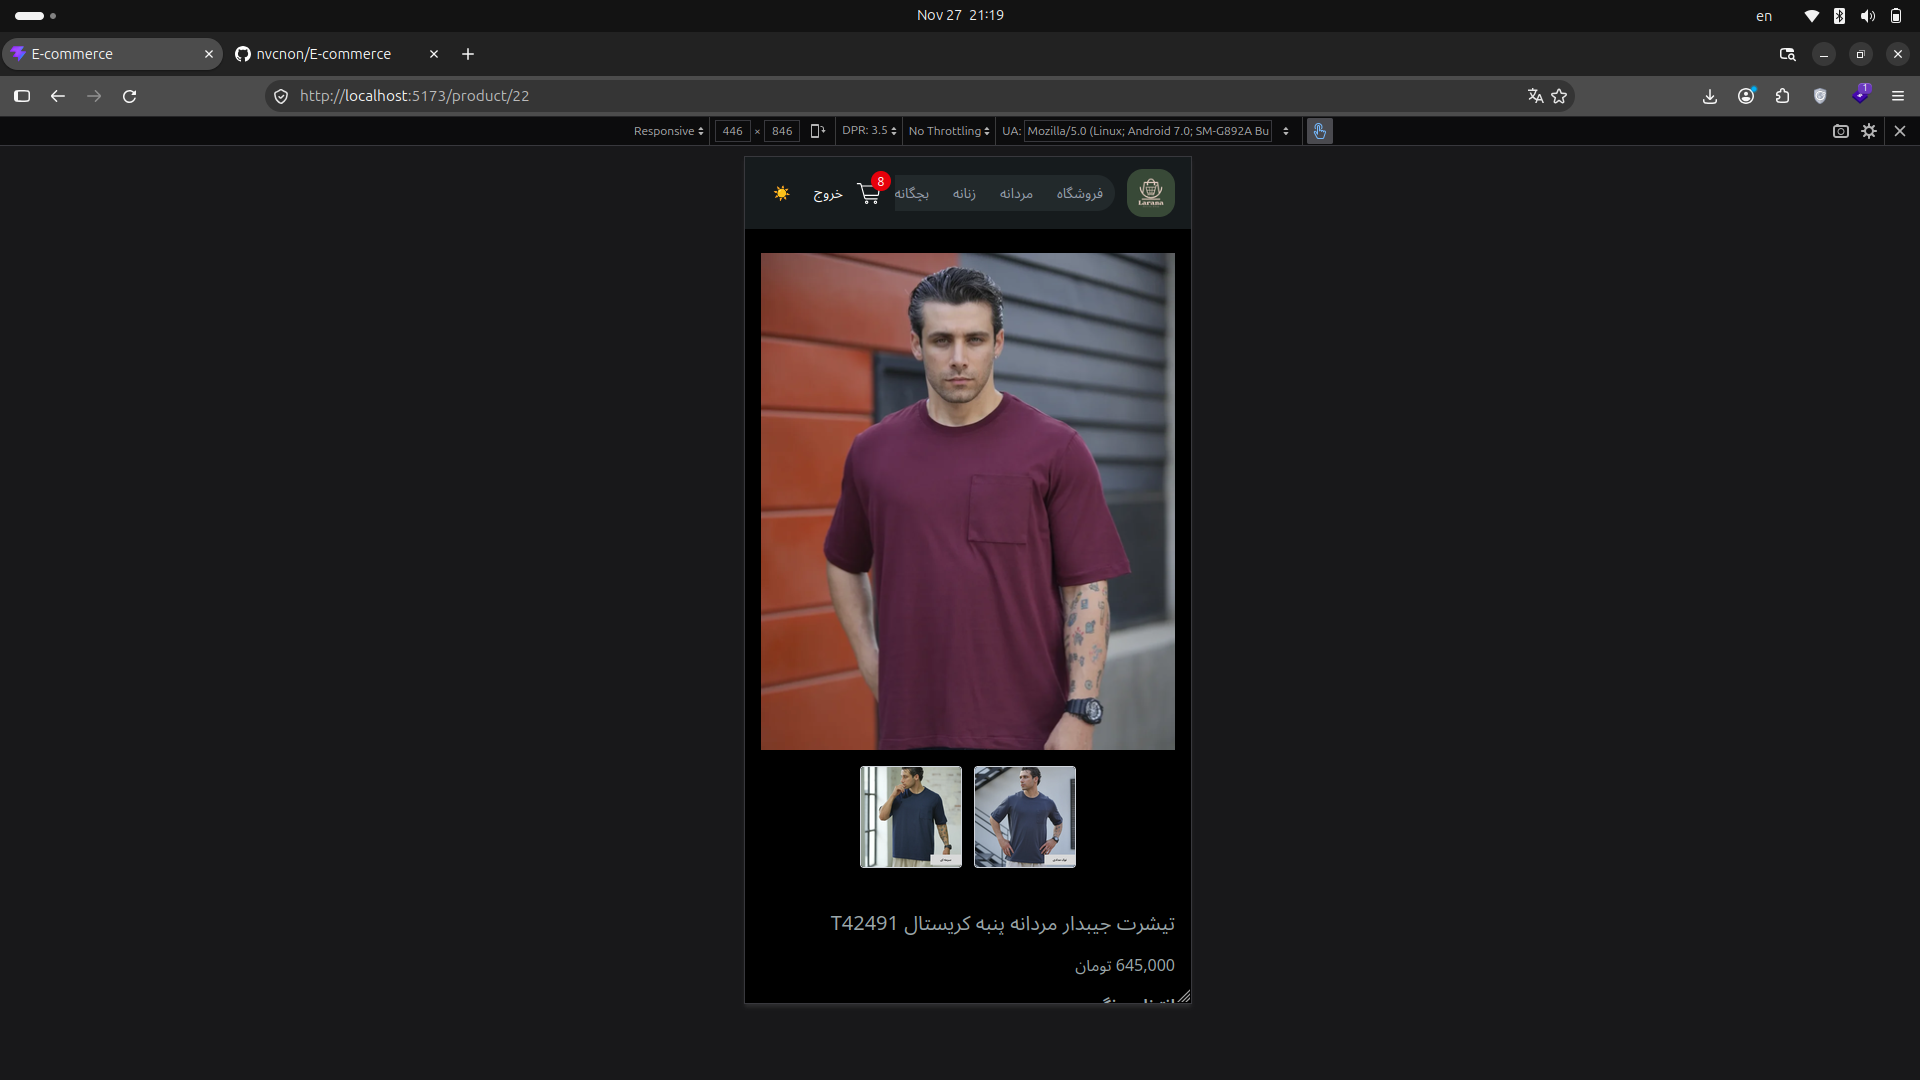 Nov 27 21:19
en
E-commerce
nvcnon/E-commerce
1
http://localhost:5173/product/22
Responsive 446 × 846 DPR: 3.5 No Throttling UA: Mozilla/5.0 (Linux; Android 7.0; SM-G892A Bu
Larana
فروشگاه مردانه زنانه بچگانه 8 خروج
تیشرت جیبدار مردانه پنبه کریستال T42491
645,000 تومان